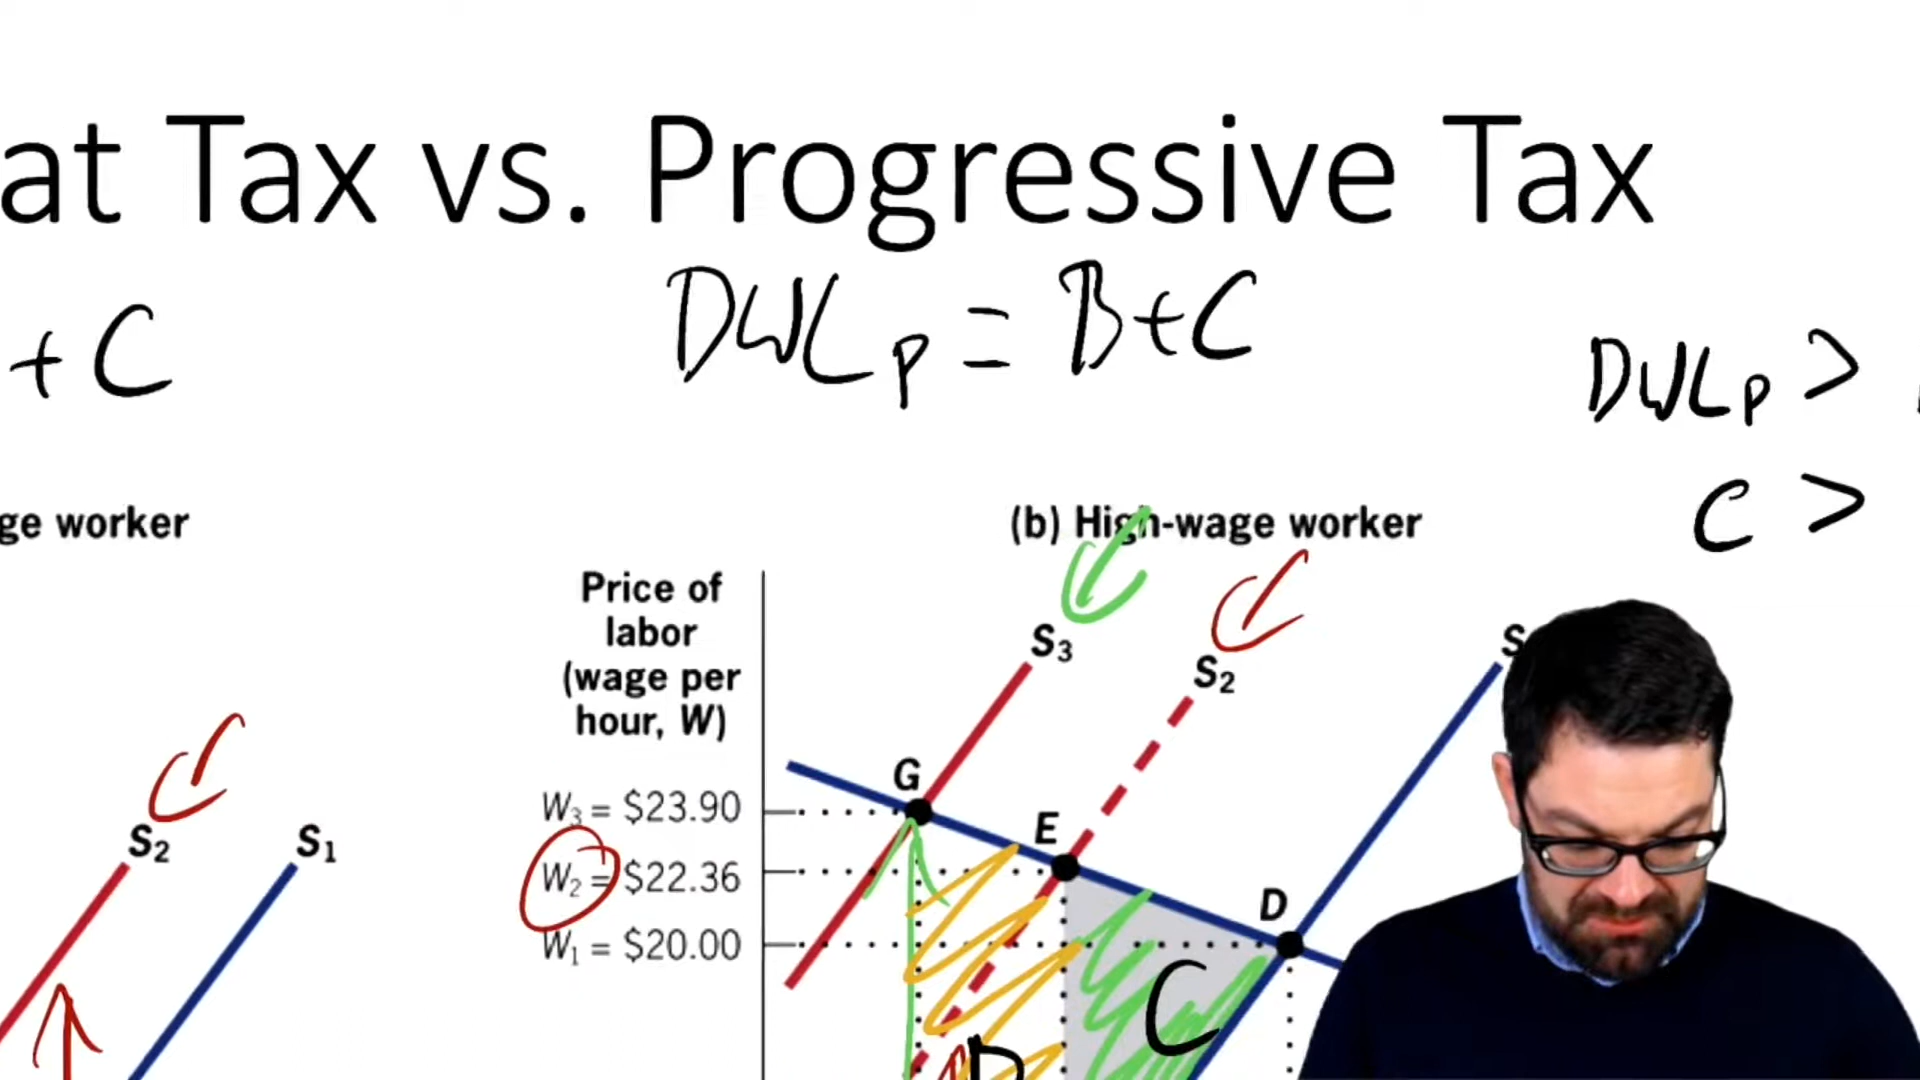 at Tax vs. Progressive Tax
+ C
DWLP = B+C
DWLP >
C >
ge worker
(b) High-wage worker
Price of
labor
(wage per
hour, W)
S3
S2
S
G
W3 = $23.90
E
W2 = $22.36
D
W1 = $20.00
S2
S1
C